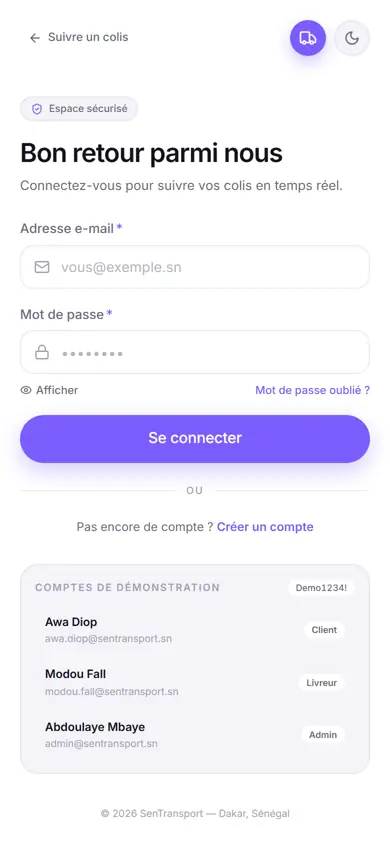 Suivre un colis
Espace sécurisé
Bon retour parmi nous
Connectez-vous pour suivre vos colis en temps réel.
Adresse e-mail *
vous@exemple.sn
Mot de passe *
••••••••
Afficher
Mot de passe oublié ?
Se connecter
OU
Pas encore de compte ? Créer un compte
COMPTES DE DÉMONSTRATION
Demo1234!
Awa Diop
awa.diop@sentransport.sn
Client
Modou Fall
modou.fall@sentransport.sn
Livreur
Abdoulaye Mbaye
admin@sentransport.sn
Admin
© 2026 SenTransport — Dakar, Sénégal